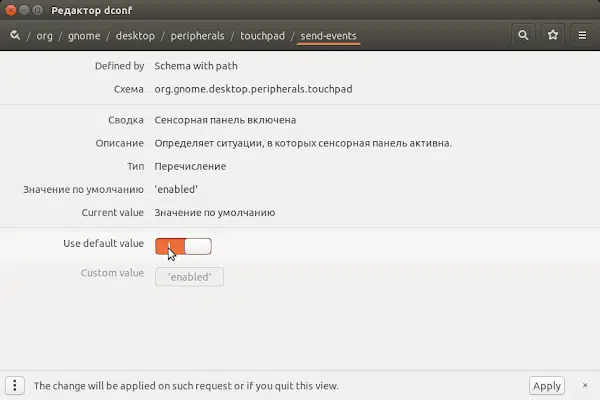 Редактор dconf
/ org / gnome / desktop / peripherals / touchpad / send-events
Defined by Schema with path
Схема org.gnome.desktop.peripherals.touchpad
Сводка Сенсорная панель включена
Описание Определяет ситуации, в которых сенсорная панель активна.
Тип Перечисление
Значение по умолчанию 'enabled'
Current value Значение по умолчанию
Use default value
Custom value 'enabled'
The change will be applied on such request or if you quit this view. Apply ×